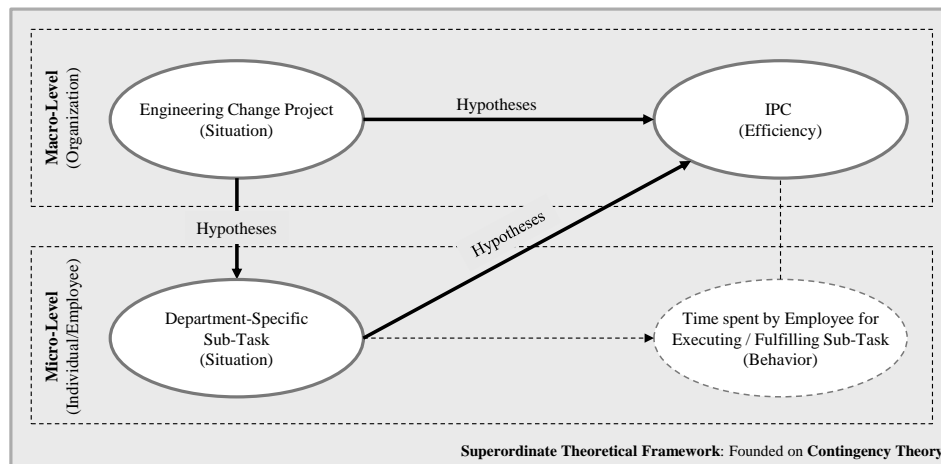 Macro-Level
(Organization)
Engineering Change Project
(Situation)
Hypotheses
IPC
(Efficiency)
Hypotheses
Hypotheses
Micro-Level
(Individual/Employee)
Department-Specific
Sub-Task
(Situation)
Time spent by Employee for
Executing / Fulfilling Sub-Task
(Behavior)
Superordinate Theoretical Framework: Founded on Contingency Theory